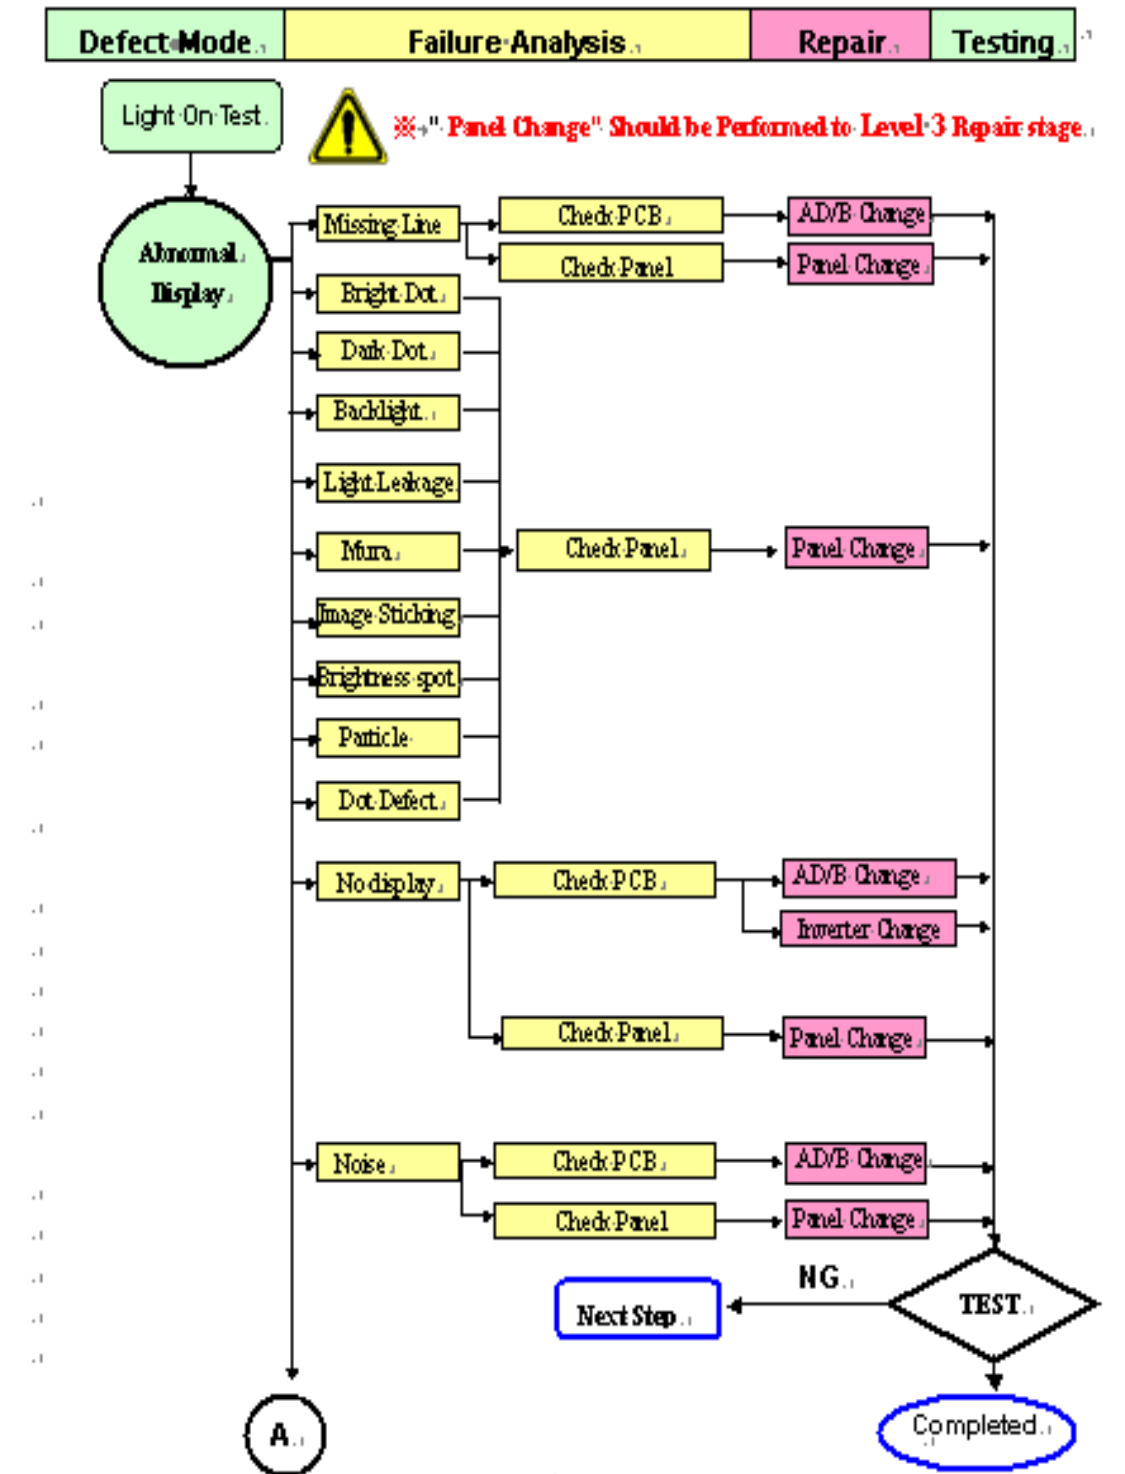 Defect Mode
Failure Analysis
Repair
Testing
Light On Test
※ " Panel Change" Should be Performed to Level 3 Repair stage
Abnormal
Display
Missing Line
Check PCB
AD/B Change
Check Panel
Panel Change
Bright Dot
Dark Dot
Backlight
Light Leakage
Mura
Check Panel
Panel Change
Image Sticking
Brightness spot
Particle
Dot Defect
No display
Check PCB
AD/B Change
Inverter Change
Check Panel
Panel Change
Noise
Check PCB
AD/B Change
Check Panel
Panel Change
NG
TEST
Next Step
A
Completed